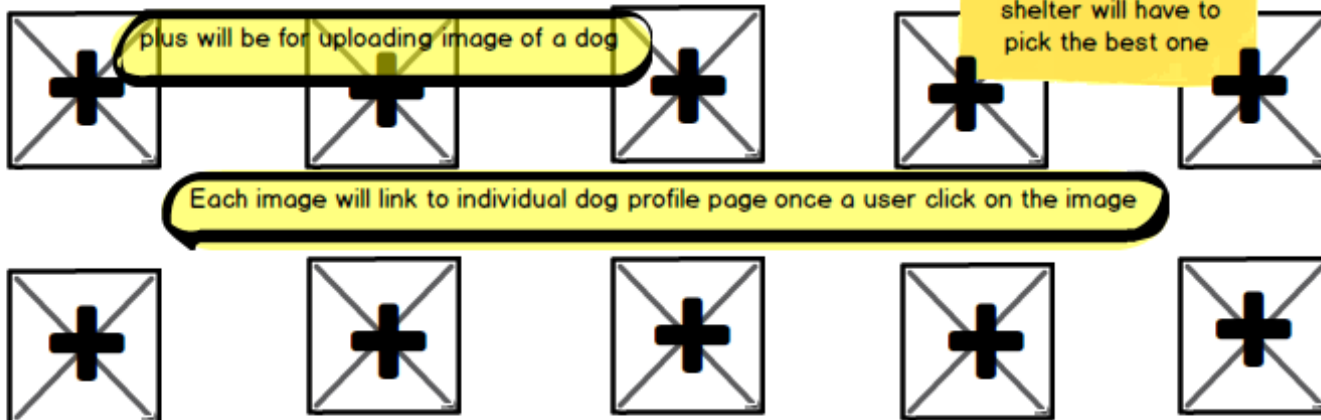 shelter will have to
pick the best one
plus will be for uploading image of a dog
Each image will link to individual dog profile page once a user click on the image